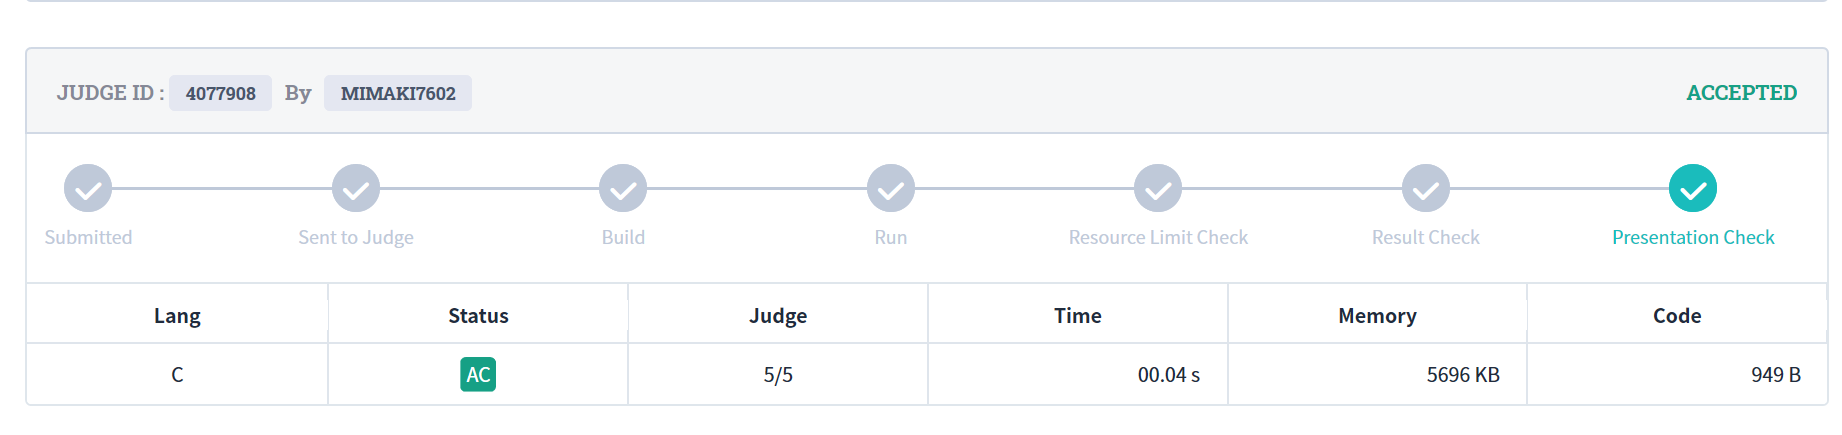 JUDGE ID : 4077908 By MIMAKI7602 ACCEPTED
Submitted Sent to Judge Build Run Resource Limit Check Result Check Presentation Check
Lang Status Judge Time Memory Code
C AC 5/5 00.04 s 5696 KB 949 B